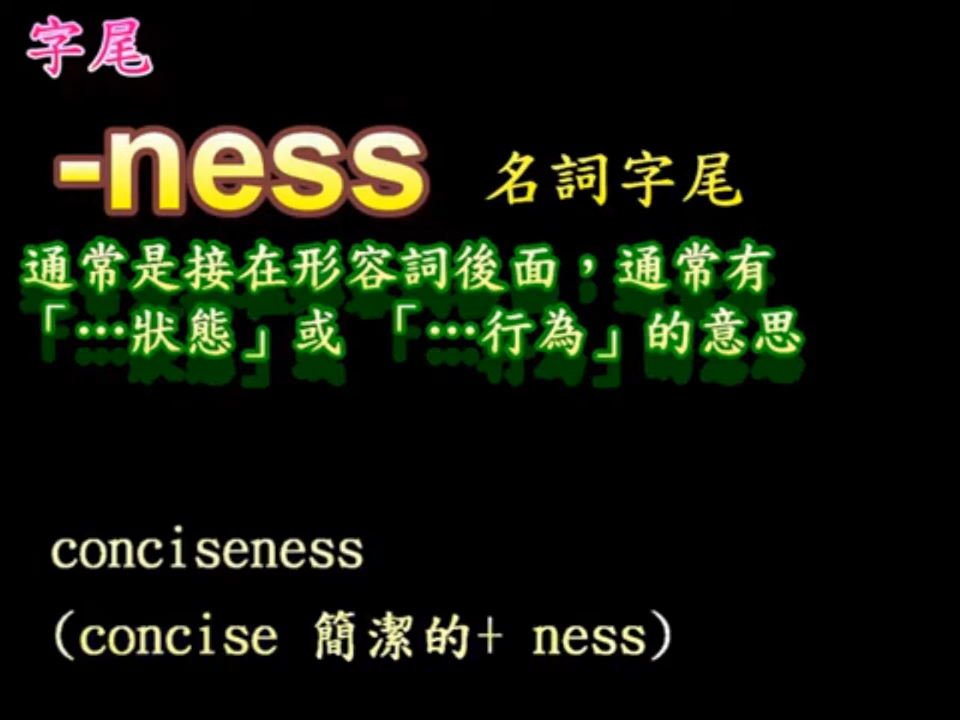 字尾
-ness 名詞字尾
通常是接在形容詞後面，通常有
「…狀態」或 「…行為」的意思
conciseness
(concise 簡潔的+ ness)